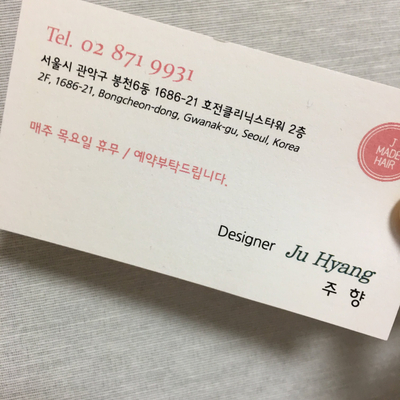 Tel. 02 871 9931
서울시 관악구 봉천6동 1686-21 호전클리닉스타워 2층
2F, 1686-21, Bongcheon-dong, Gwanak-gu, Seoul, Korea
J
MADE
HAIR
매주 목요일 휴무 / 예약부탁드립니다.
Designer Ju Hyang
주 향